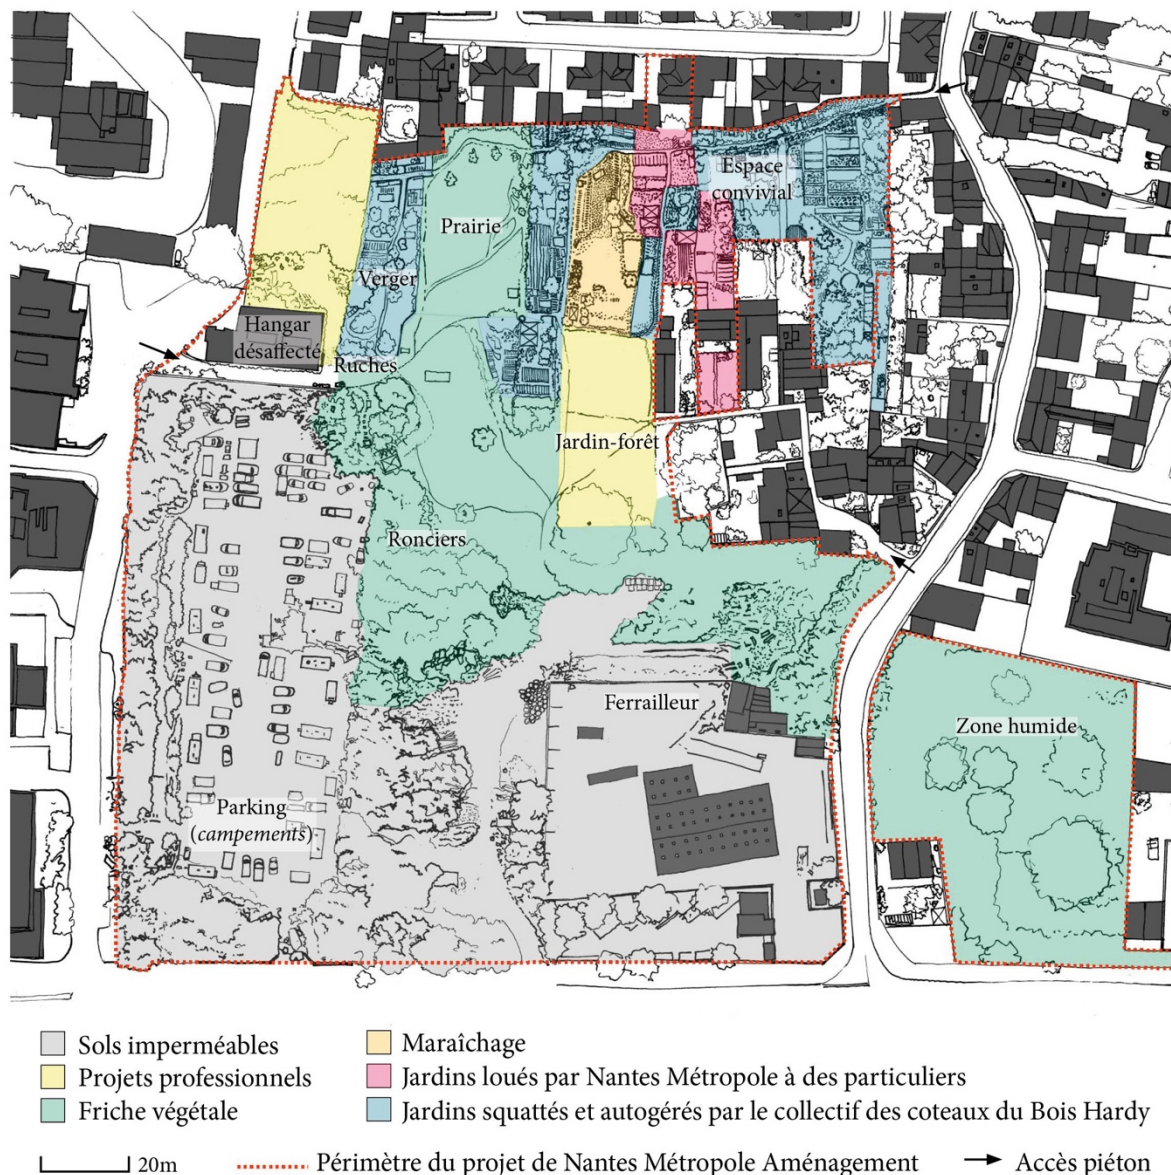 Espace
convivial
Prairie
Verger
Hangar
désaffecté
Ruches
Jardin-forêt
Ronciers
Ferrailleur
Zone humide
Parking
(campements)
Sols imperméables
Projets professionnels
Friche végétale
Maraîchage
Jardins loués par Nantes Métropole à des particuliers
Jardins squattés et autogérés par le collectif des coteaux du Bois Hardy
20m
Périmètre du projet de Nantes Métropole Aménagement
Accès piéton